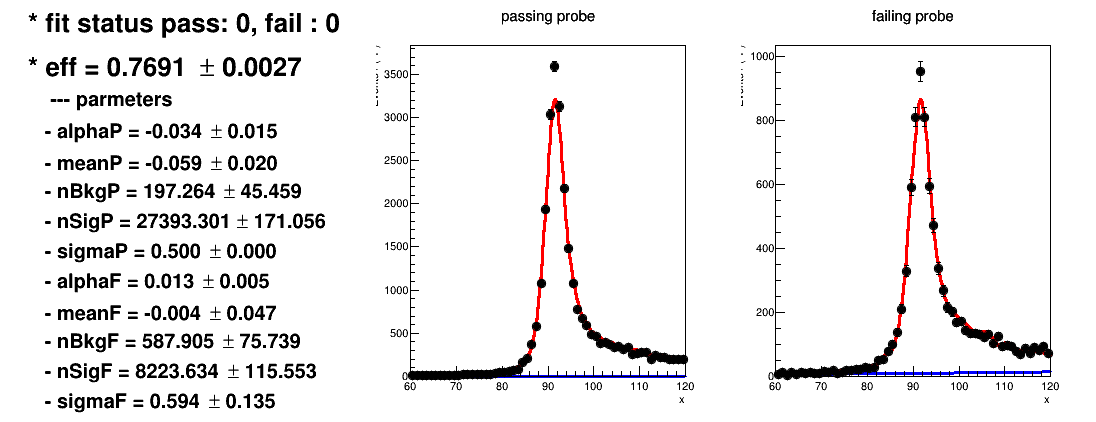 * fit status pass: 0, fail : 0
* eff = 0.7691 ± 0.0027
--- parmeters
- alphaP = -0.034 ± 0.015
- meanP = -0.059 ± 0.020
- nBkgP = 197.264 ± 45.459
- nSigP = 27393.301 ± 171.056
- sigmaP = 0.500 ± 0.000
- alphaF = 0.013 ± 0.005
- meanF = -0.004 ± 0.047
- nBkgF = 587.905 ± 75.739
- nSigF = 8223.634 ± 115.553
- sigmaF = 0.594 ± 0.135
passing probe
3500
3000
2500
2000
1500
1000
500
0
60 70 80 90 100 110 120
x
failing probe
1000
800
600
400
200
0
60 70 80 90 100 110 120
x